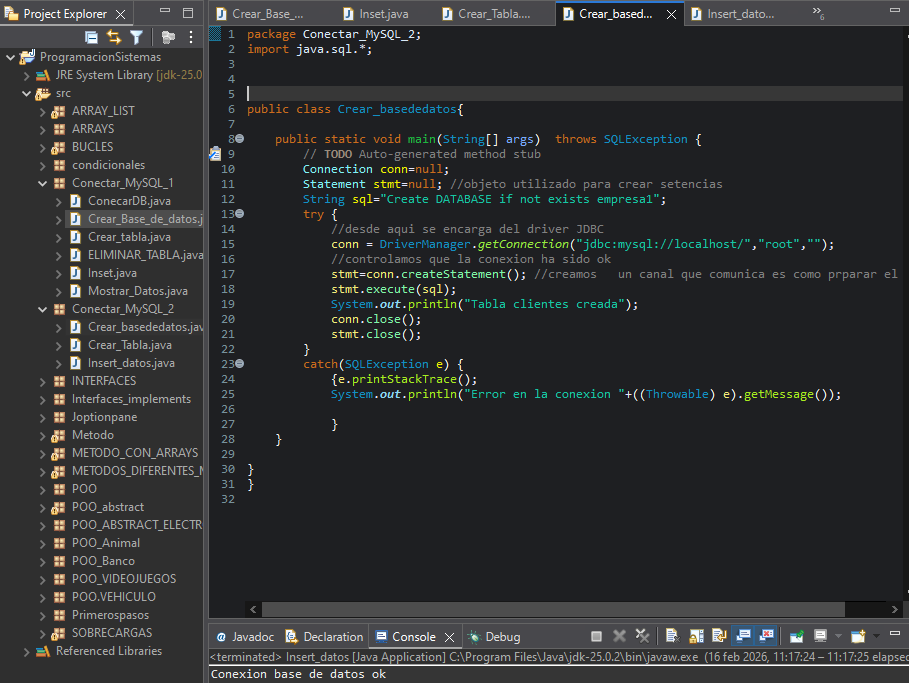 Project Explorer
Crear_Base_...
Inset.java
Crear_Tabla....
Crear_based...
Insert_dato...
»6
ProgramacionSistemas
JRE System Library [jdk-25.0
src
ARRAY_LIST
ARRAYS
BUCLES
condicionales
Conectar_MySQL_1
ConecarDB.java
Crear_Base_de_datos.j
Crear_tabla.java
ELIMINAR_TABLA.java
Inset.java
Mostrar_Datos.java
Conectar_MySQL_2
Crear_basededatos.jav
Crear_Tabla.java
Insert_datos.java
INTERFACES
Interfaces_implements
Joptionpane
Metodo
METODO_CON_ARRAYS
METODOS_DIFERENTES_M
POO
POO_abstract
POO_ABSTRACT_ELECTR
POO_Animal
POO_Banco
POO_VIDEOJUEGOS
POO.VEHICULO
Primerospasos
SOBRECARGAS
Referenced Libraries
1 package Conectar_MySQL_2;
2 import java.sql.*;
3
4
5
6 public class Crear_basededatos{
7
8 public static void main(String[] args)  throws SQLException {
9 // TODO Auto-generated method stub
10 Connection conn=null;
11 Statement stmt=null; //objeto utilizado para crear setencias
12 String sql="Create DATABASE if not exists empresa1";
13 try {
14 //desde aqui se encarga del driver JDBC
15 conn = DriverManager.getConnection("jdbc:mysql://localhost/","root","");
16 //controlamos que la conexion ha sido ok
17 stmt=conn.createStatement(); //creamos   un canal que comunica es como prparar el
18 stmt.execute(sql);
19 System.out.println("Tabla clientes creada");
20 conn.close();
21 stmt.close();
22 }
23 catch(SQLException e) {
24 {e.printStackTrace();
25 System.out.println("Error en la conexion "+((Throwable) e).getMessage());
26
27 }
28 }
29
30 }
31 }
32
@ Javadoc
Declaration
Console
Debug
<terminated> Insert_datos [Java Application] C:\Program Files\Java\jdk-25.0.2\bin\javaw.exe (16 feb 2026, 11:17:24 – 11:17:25 elapsed
Conexion base de datos ok